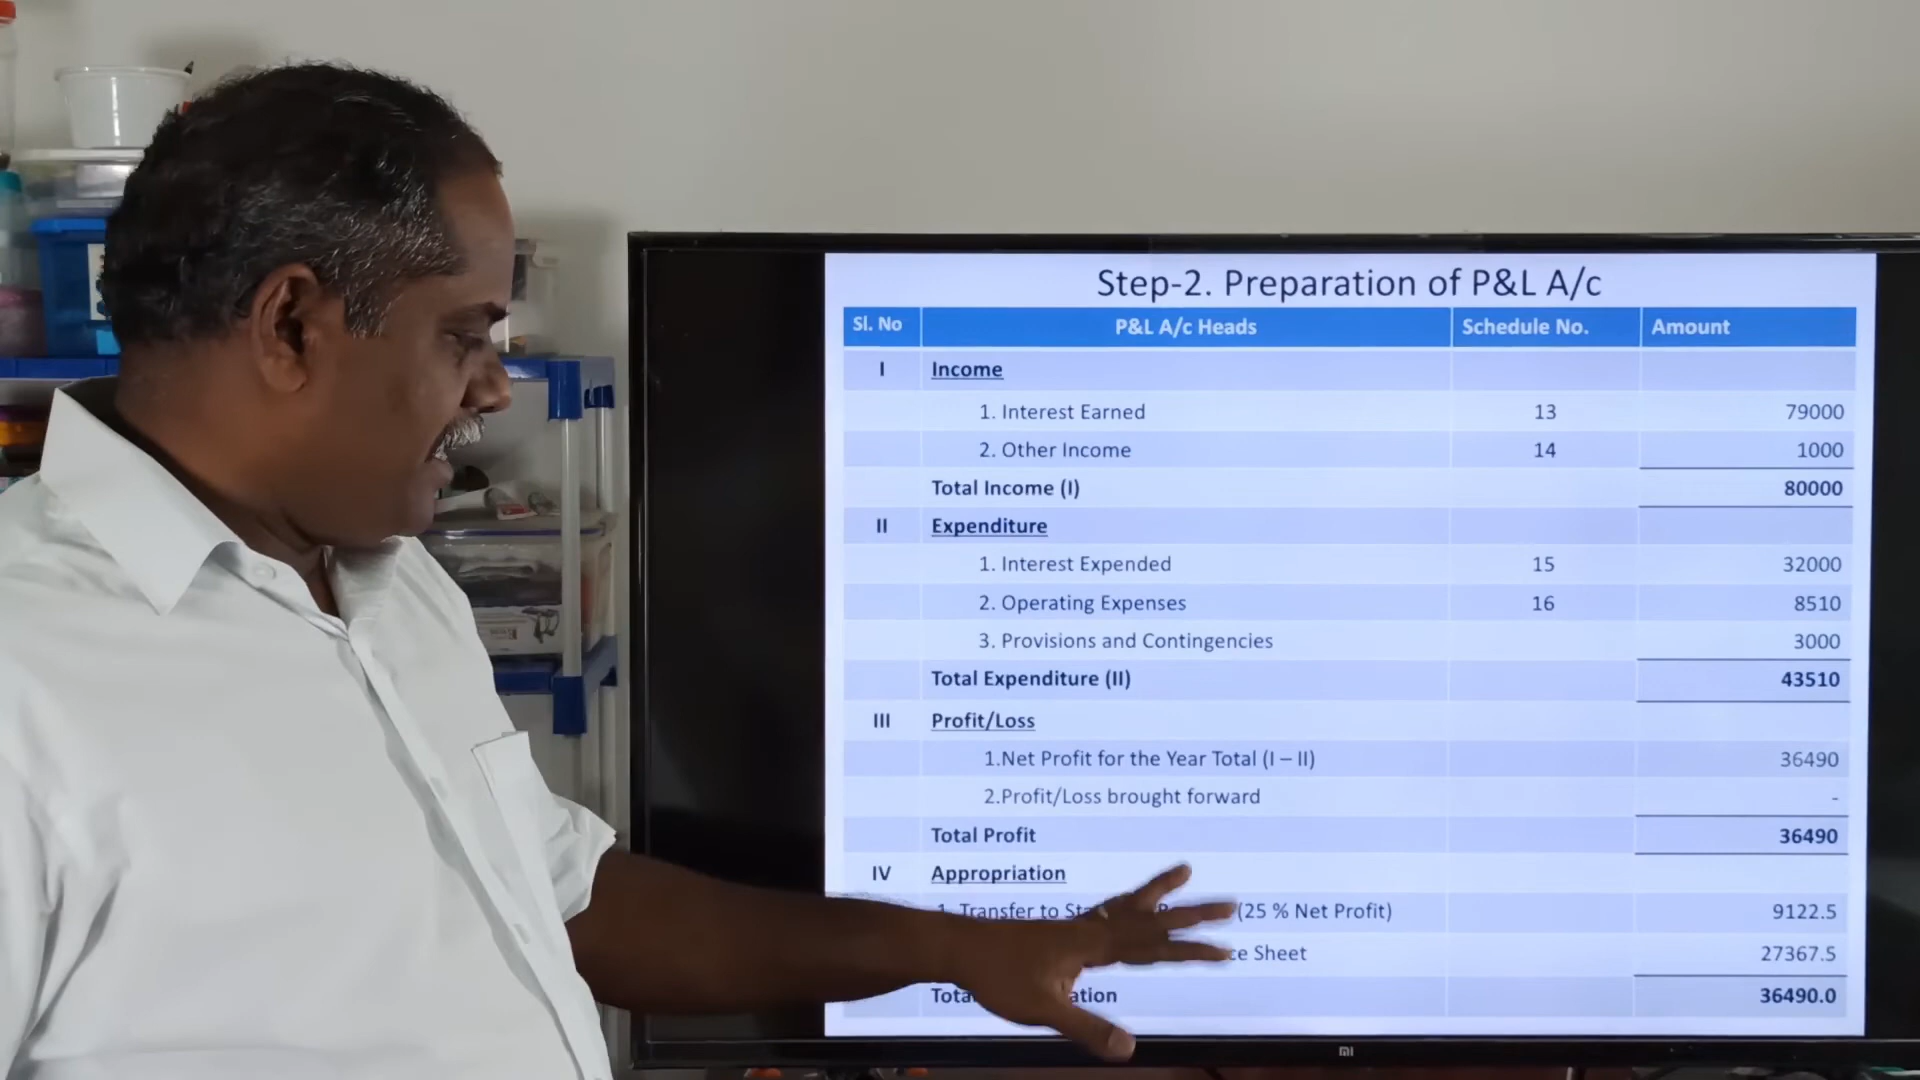 Step-2. Preparation of P&L A/c
Sl. No P&L A/c Heads Schedule No. Amount
I Income
1. Interest Earned 13 79000
2. Other Income 14 1000
Total Income (I) 80000
II Expenditure
1. Interest Expended 15 32000
2. Operating Expenses 16 8510
3. Provisions and Contingencies 3000
Total Expenditure (II) 43510
III Profit/Loss
1.Net Profit for the Year Total (I – II) 36490
2.Profit/Loss brought forward -
Total Profit 36490
IV Appropriation
1. Transfer to (25 % Net Profit) 9122.5
Sheet 27367.5
36490.0
mi